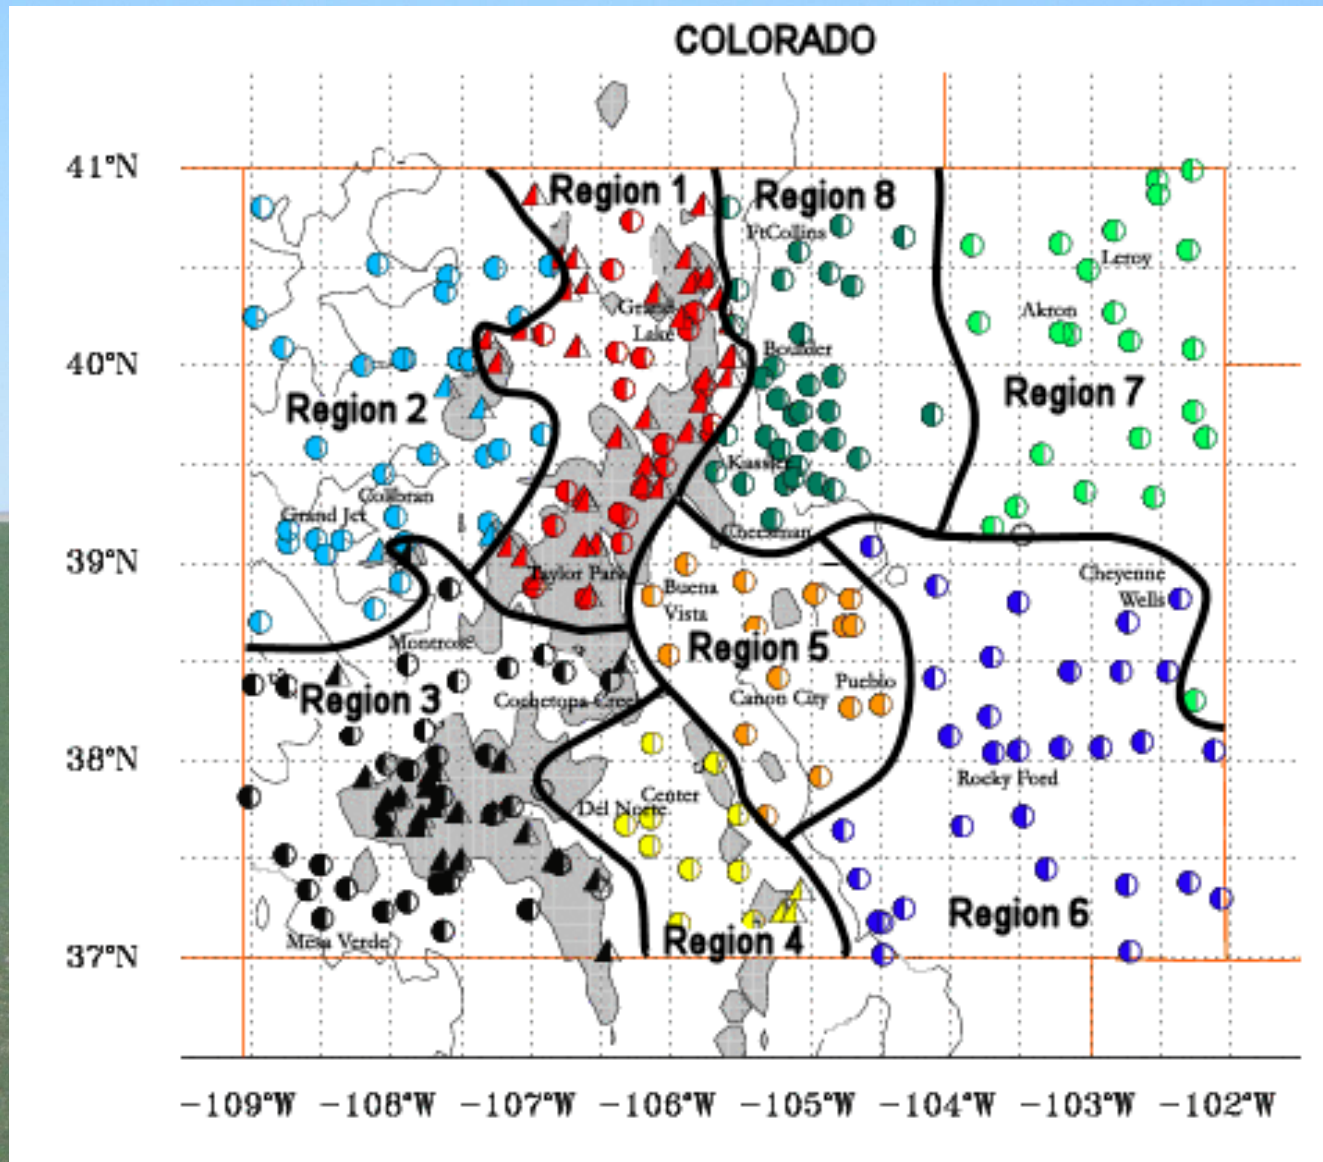 COLORADO
41°N
40°N
39°N
38°N
37°N
Region 1
Region 8
FtCollins
Leroy
Grand
Lake
Akron
Boulder
Region 7
Region 2
Kassler
Collbran
Grand Jct
Cheesman
Taylor Park
Buena
Vista
Cheyenne
Wells
Montrose
Region 5
Region 3
Cochetopa Creek
Canon City
Pueblo
Rocky Ford
Center
Del Norte
Region 6
Mesa Verde
Region 4
-109°W
-108°W
-107°W
-106°W
-105°W
-104°W
-103°W
-102°W